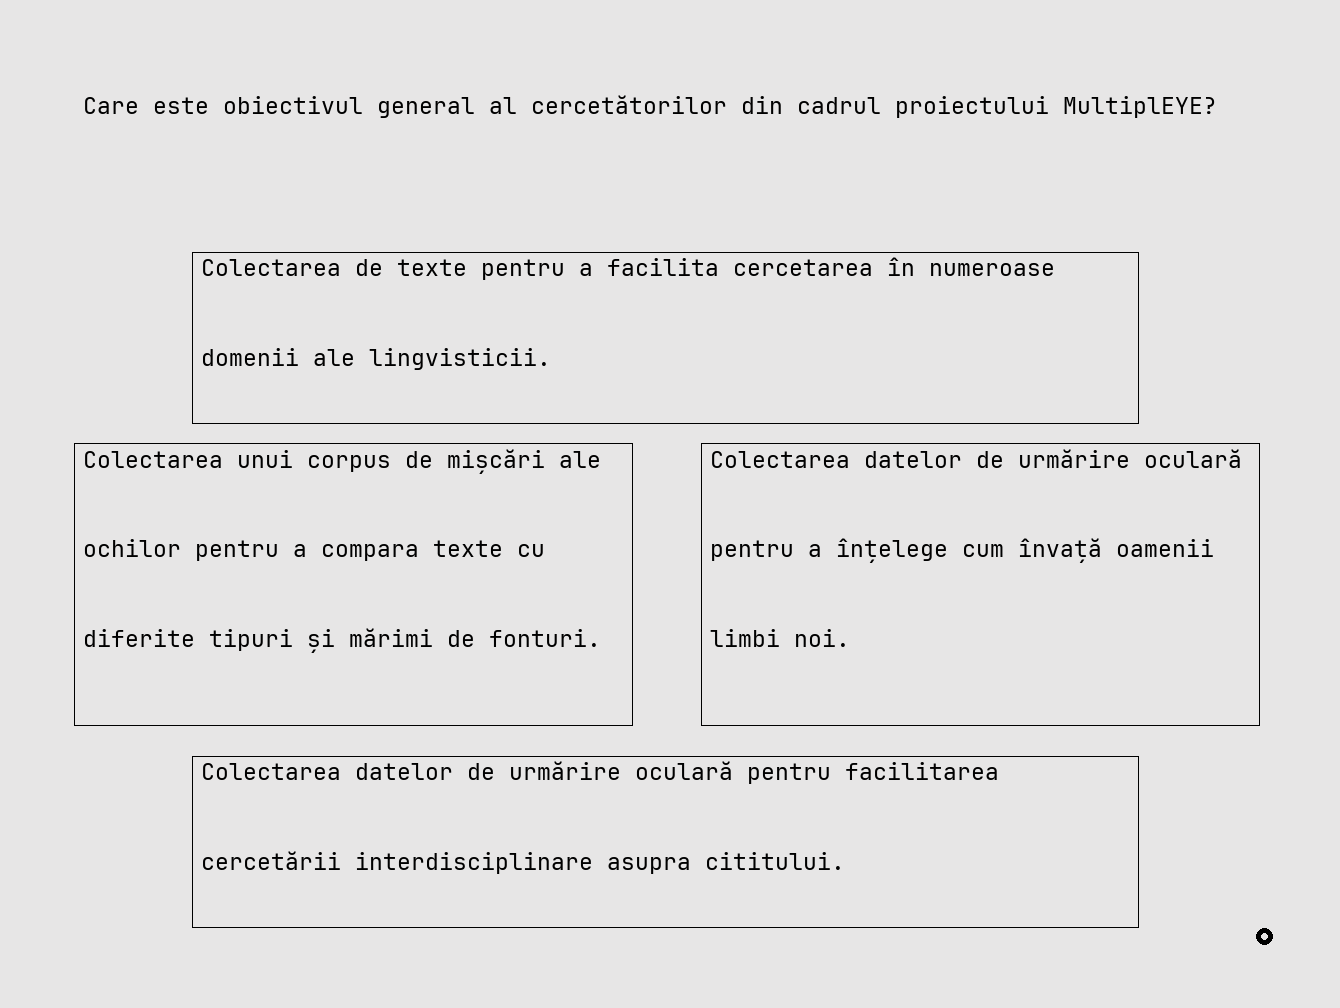 Care este obiectivul general al cercetătorilor din cadrul proiectului MultiplEYE?
Colectarea de texte pentru a facilita cercetarea în numeroase
domenii ale lingvisticii.
Colectarea unui corpus de mișcări ale
ochilor pentru a compara texte cu
diferite tipuri și mărimi de fonturi.
Colectarea datelor de urmărire oculară
pentru a înțelege cum învață oamenii
limbi noi.
Colectarea datelor de urmărire oculară pentru facilitarea
cercetării interdisciplinare asupra cititului.